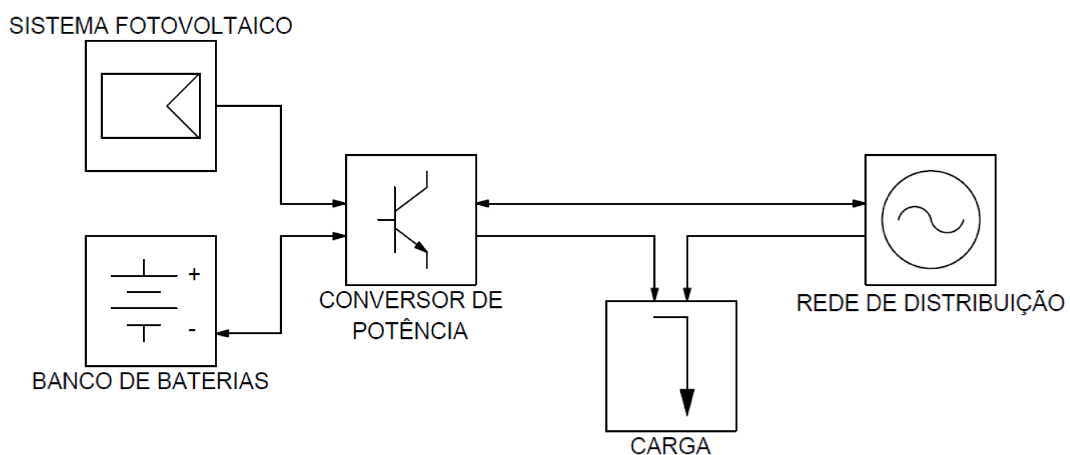 SISTEMA FOTOVOLTAICO
+
-
BANCO DE BATERIAS
CONVERSOR DE
POTÊNCIA
REDE DE DISTRIBUIÇÃO
CARGA